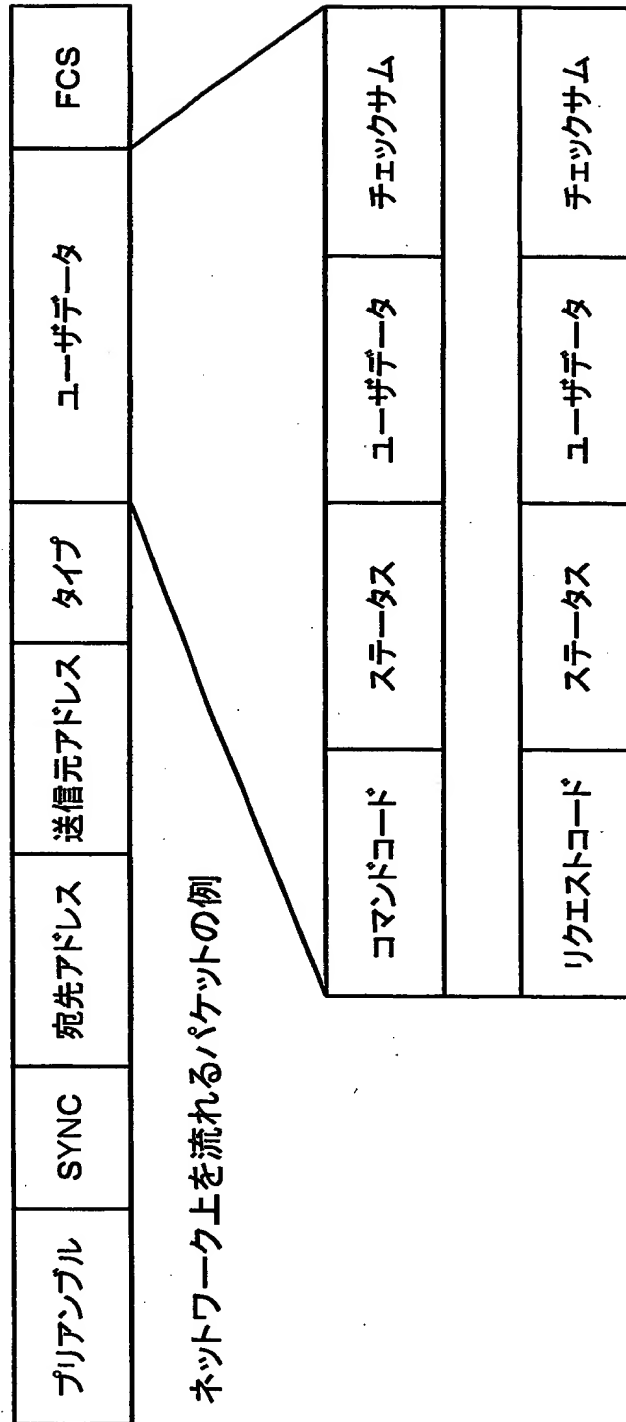 プリアンブル SYNC 宛先アドレス 送信元アドレス タイプ ユーザデータ FCS
ネットワーク上を流れるパケットの例
コマンドコード ステータス ユーザデータ チェックサム
リクエストコード ステータス ユーザデータ チェックサム